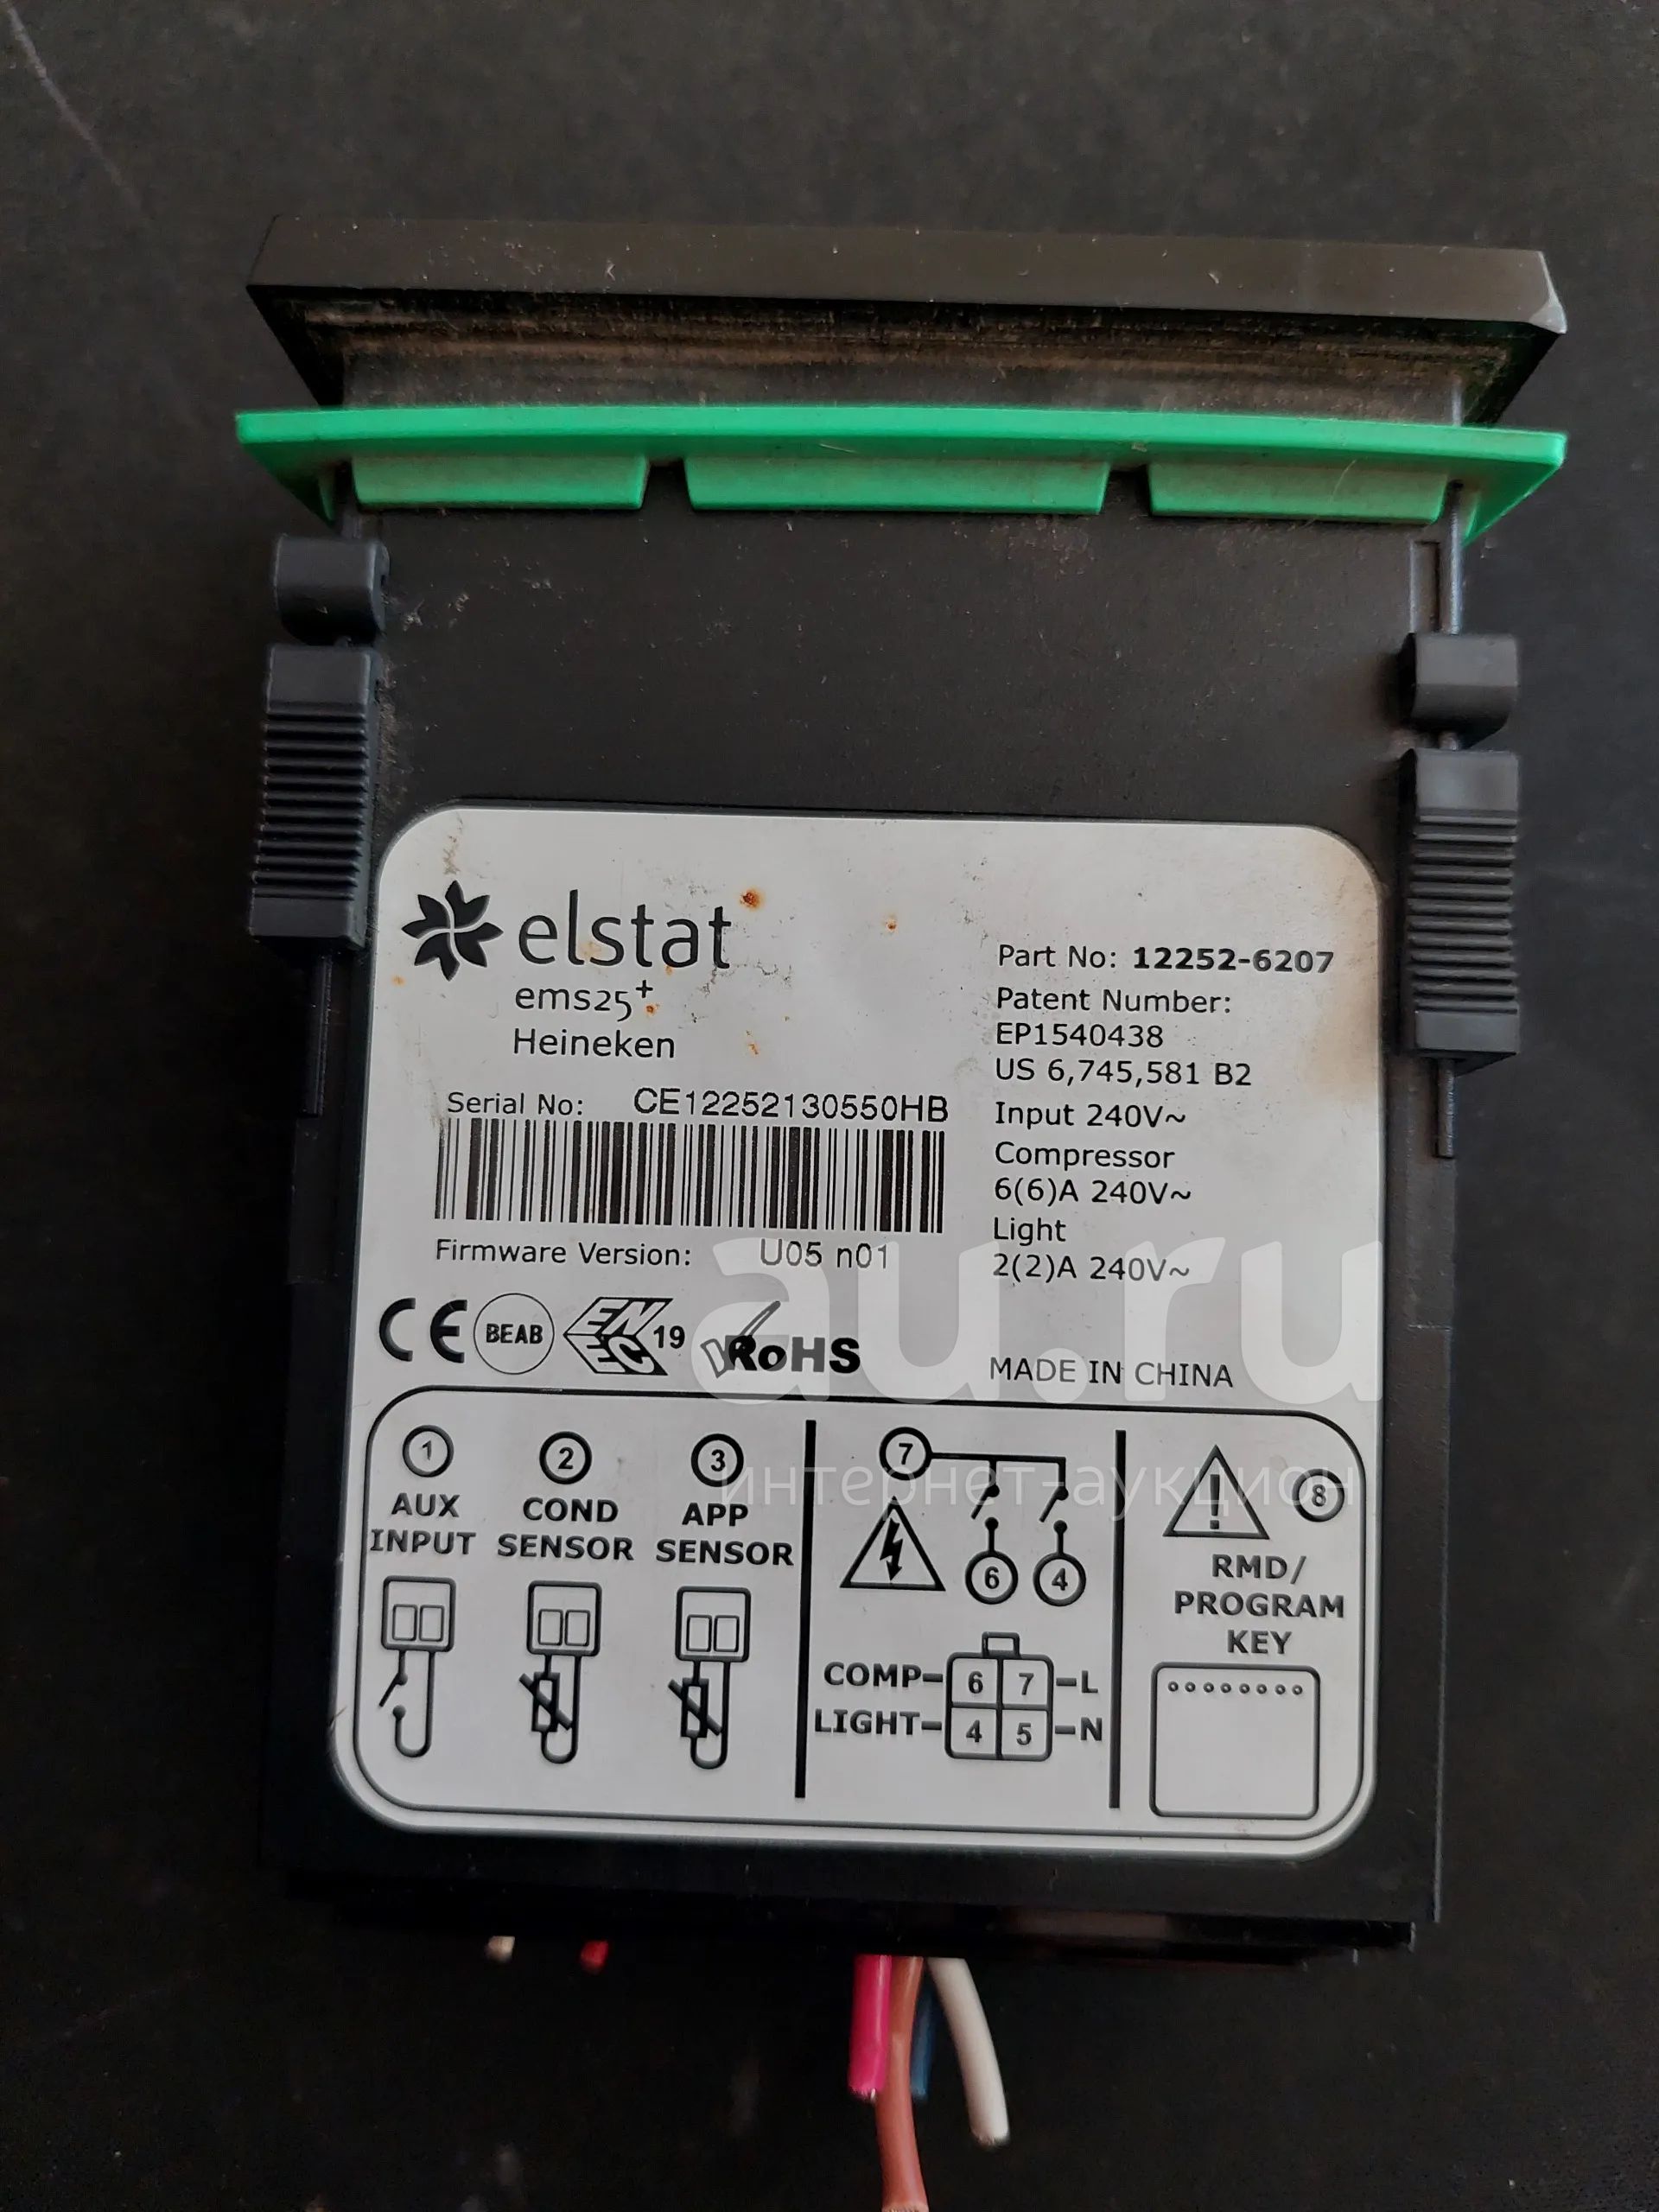 elstat
ems25+
Heineken
Serial No: CE12252130550HB
Firmware Version: U05 n01
Part No: 12252-6207
Patent Number:
EP1540438
US 6,745,581 B2
Input 240V~
Compressor
6(6)A 240V~
Light
2(2)A 240V~
CE BEAB ENEC 19 RoHS
MADE IN CHINA
au.ru
интернет-аукцион
1
AUX
INPUT
2
COND
SENSOR
3
APP
SENSOR
7
6 4
COMP 6 7 L
LIGHT 4 5 N
8
RMD/
PROGRAM
KEY